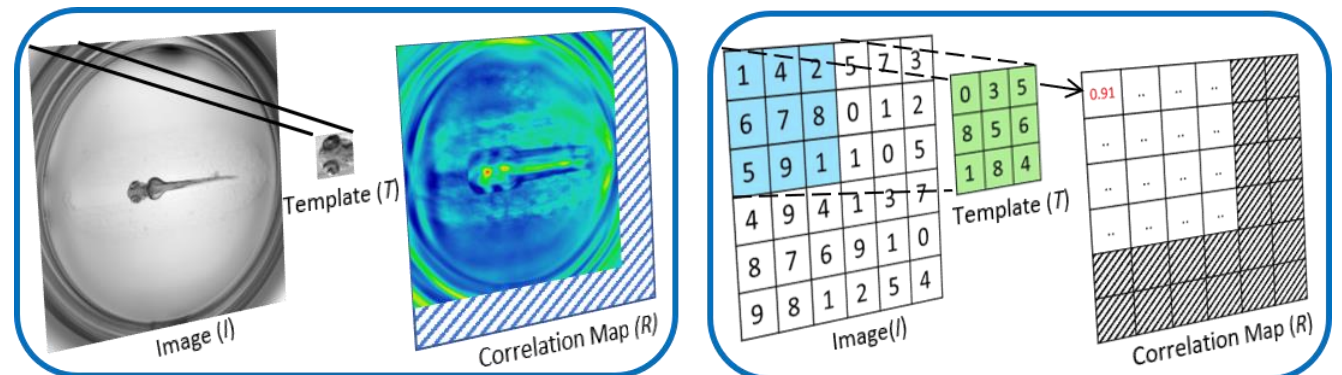 Template (T)
Image (I)
Correlation Map (R)
1 4 2 5 7 3
6 7 8 0 1 2
5 9 1 1 0 5
4 9 4 1 3 7
8 7 6 9 1 0
9 8 1 2 5 4
Image(I)
0 3 5
8 5 6
1 8 4
Template (T)
0.91 .. .. ..
.. .. .. ..
.. .. .. ..
.. .. .. ..
Correlation Map (R)